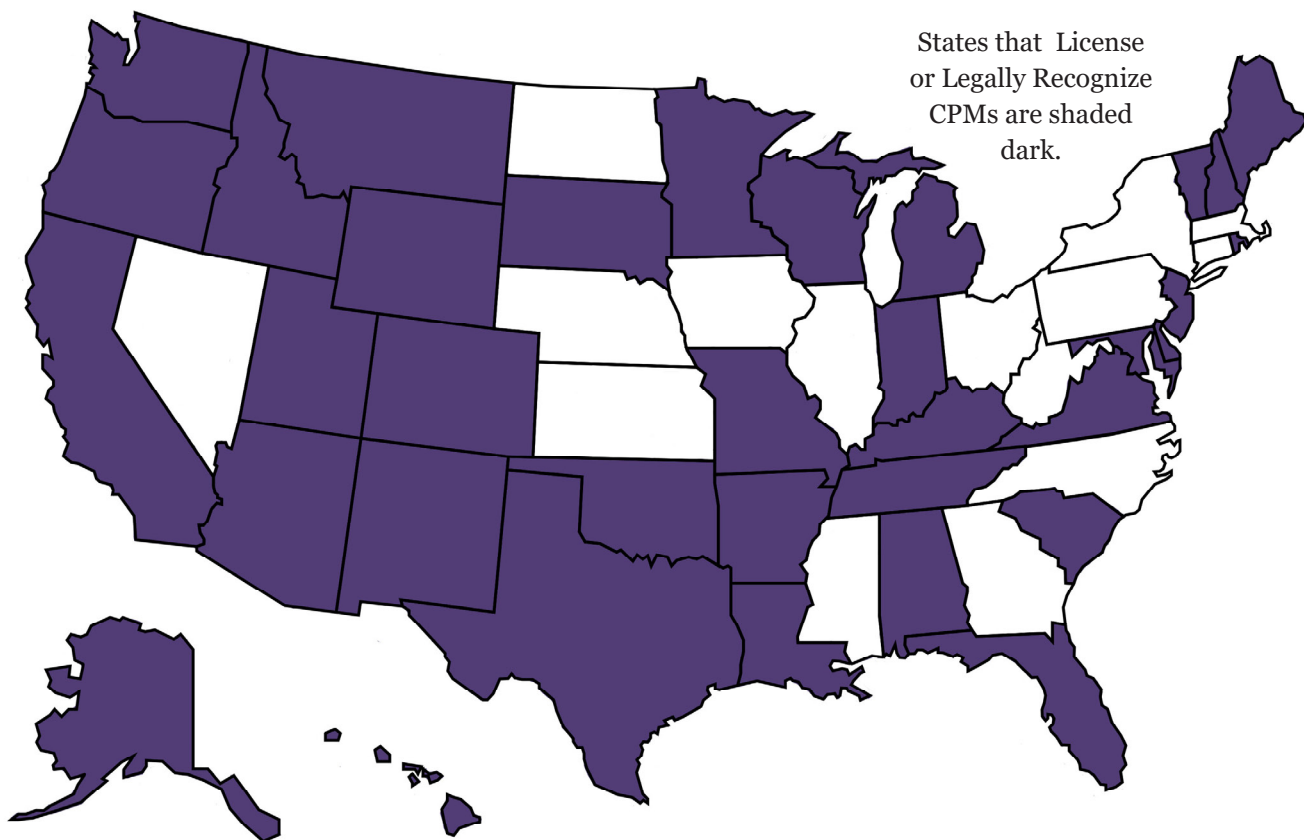 States that License
or Legally Recognize
CPMs are shaded
dark.